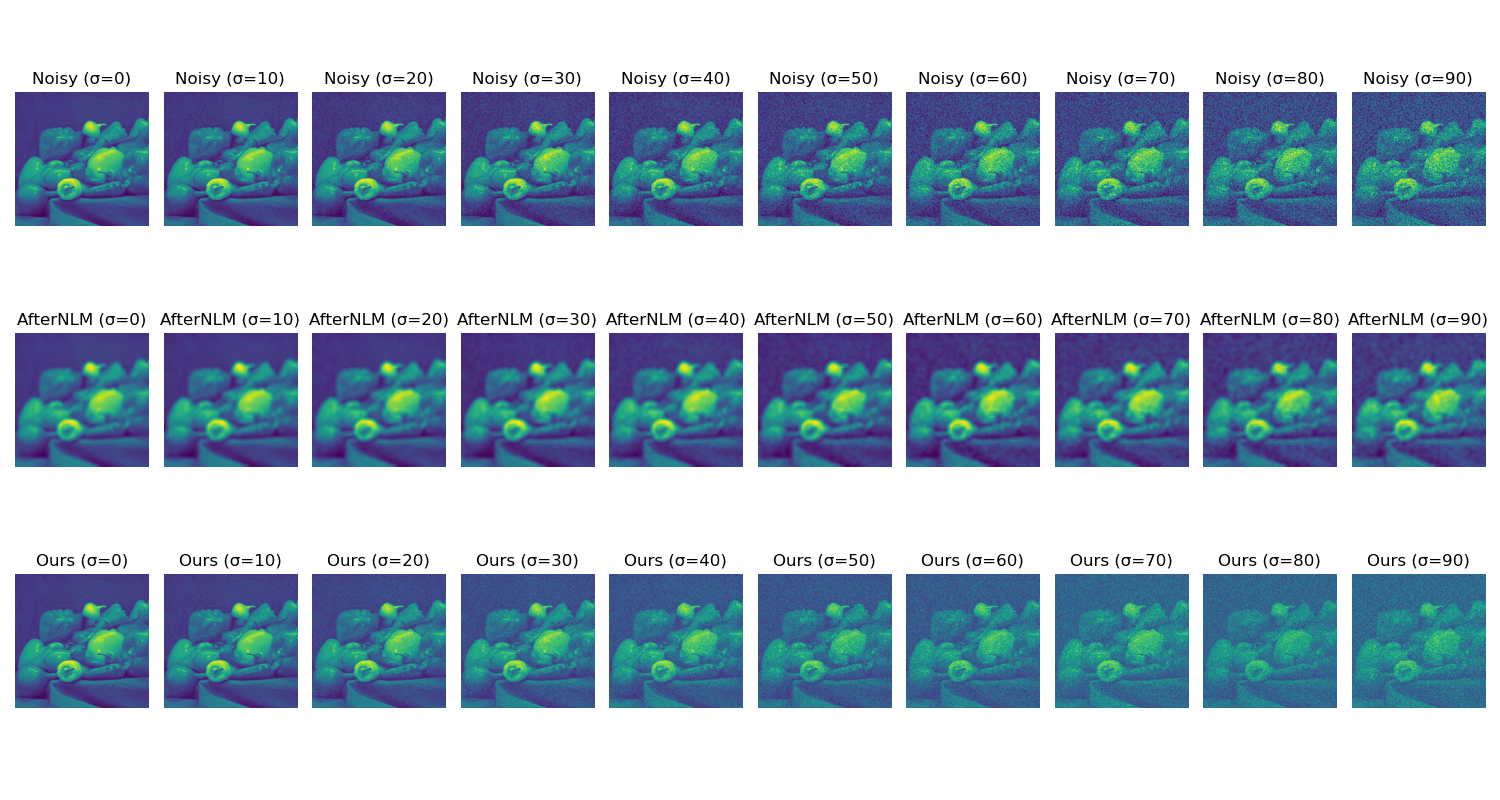 Noisy (σ=0) Noisy (σ=10) Noisy (σ=20) Noisy (σ=30) Noisy (σ=40) Noisy (σ=50) Noisy (σ=60) Noisy (σ=70) Noisy (σ=80) Noisy (σ=90)
AfterNLM (σ=0) AfterNLM (σ=10) AfterNLM (σ=20) AfterNLM (σ=30) AfterNLM (σ=40) AfterNLM (σ=50) AfterNLM (σ=60) AfterNLM (σ=70) AfterNLM (σ=80) AfterNLM (σ=90)
Ours (σ=0) Ours (σ=10) Ours (σ=20) Ours (σ=30) Ours (σ=40) Ours (σ=50) Ours (σ=60) Ours (σ=70) Ours (σ=80) Ours (σ=90)